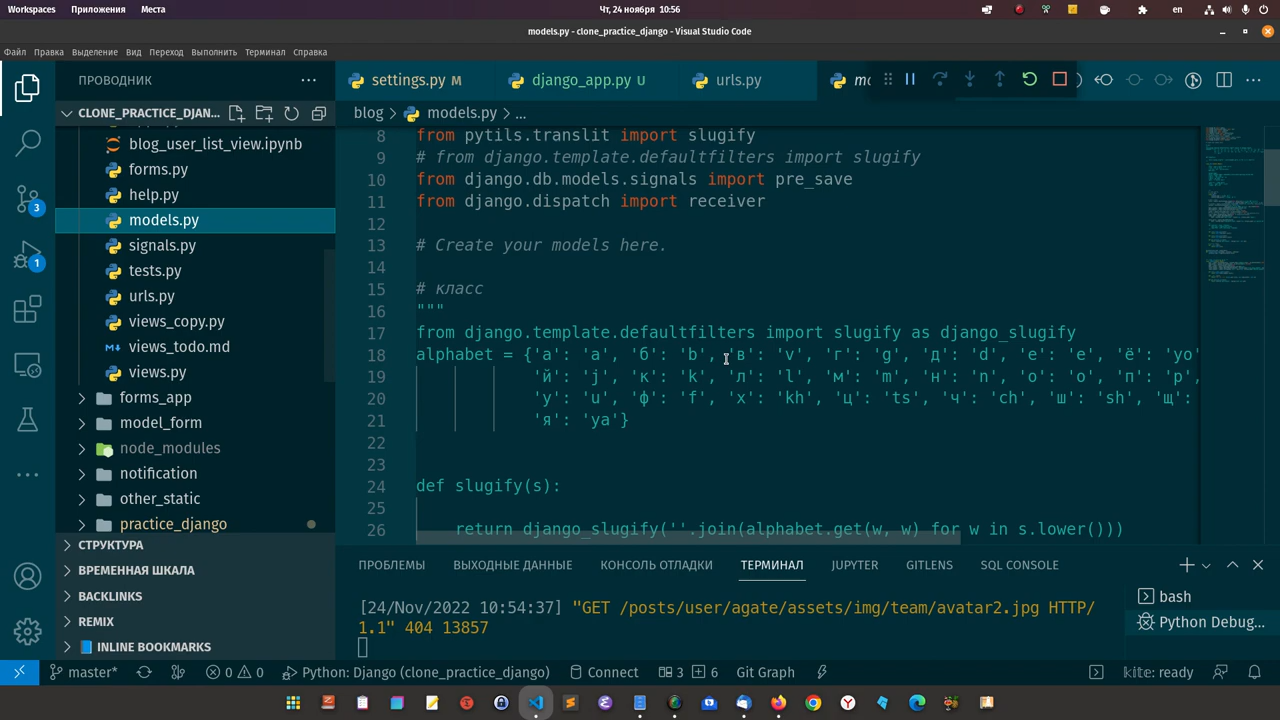 Workspaces Приложения Места Чт, 24 ноября 10:56 en
models.py - clone_practice_django - Visual Studio Code
Файл Правка Выделение Вид Переход Выполнить Терминал Справка
ПРОВОДНИК
settings.py M django_app.py U urls.py
CLONE_PRACTICE_DJAN...
blog > models.py > ...
blog_user_list_view.ipynb
forms.py
help.py
models.py
signals.py
tests.py
urls.py
views_copy.py
views_todo.md
views.py
forms_app
model_form
node_modules
notification
other_static
practice_django
СТРУКТУРА
ВРЕМЕННАЯ ШКАЛА
BACKLINKS
REMIX
INLINE BOOKMARKS
3
1
8 from pytils.translit import slugify
9 # from django.template.defaultfilters import slugify
10 from django.db.models.signals import pre_save
11 from django.dispatch import receiver
12
13 # Create your models here.
14
15 # класс
16 """
17 from django.template.defaultfilters import slugify as django_slugify
18 alphabet = {'а': 'a', 'б': 'b', 'в': 'v', 'г': 'g', 'д': 'd', 'е': 'e', 'ё': 'yo'
19 'й': 'j', 'к': 'k', 'л': 'l', 'м': 'm', 'н': 'n', 'о': 'o', 'п': 'p',
20 'у': 'u', 'ф': 'f', 'х': 'kh', 'ц': 'ts', 'ч': 'ch', 'ш': 'sh', 'щ':
21 'я': 'ya'}
22
23
24 def slugify(s):
25
26 return django_slugify(''.join(alphabet.get(w, w) for w in s.lower()))
ПРОБЛЕМЫ ВЫХОДНЫЕ ДАННЫЕ КОНСОЛЬ ОТЛАДКИ ТЕРМИНАЛ JUPYTER GITLENS SQL CONSOLE
[24/Nov/2022 10:54:37] "GET /posts/user/agate/assets/img/team/avatar2.jpg HTTP/
1.1" 404 13857
bash
Python Debug...
master* 0 0 Python: Django (clone_practice_django) Connect 3 6 Git Graph kite: ready